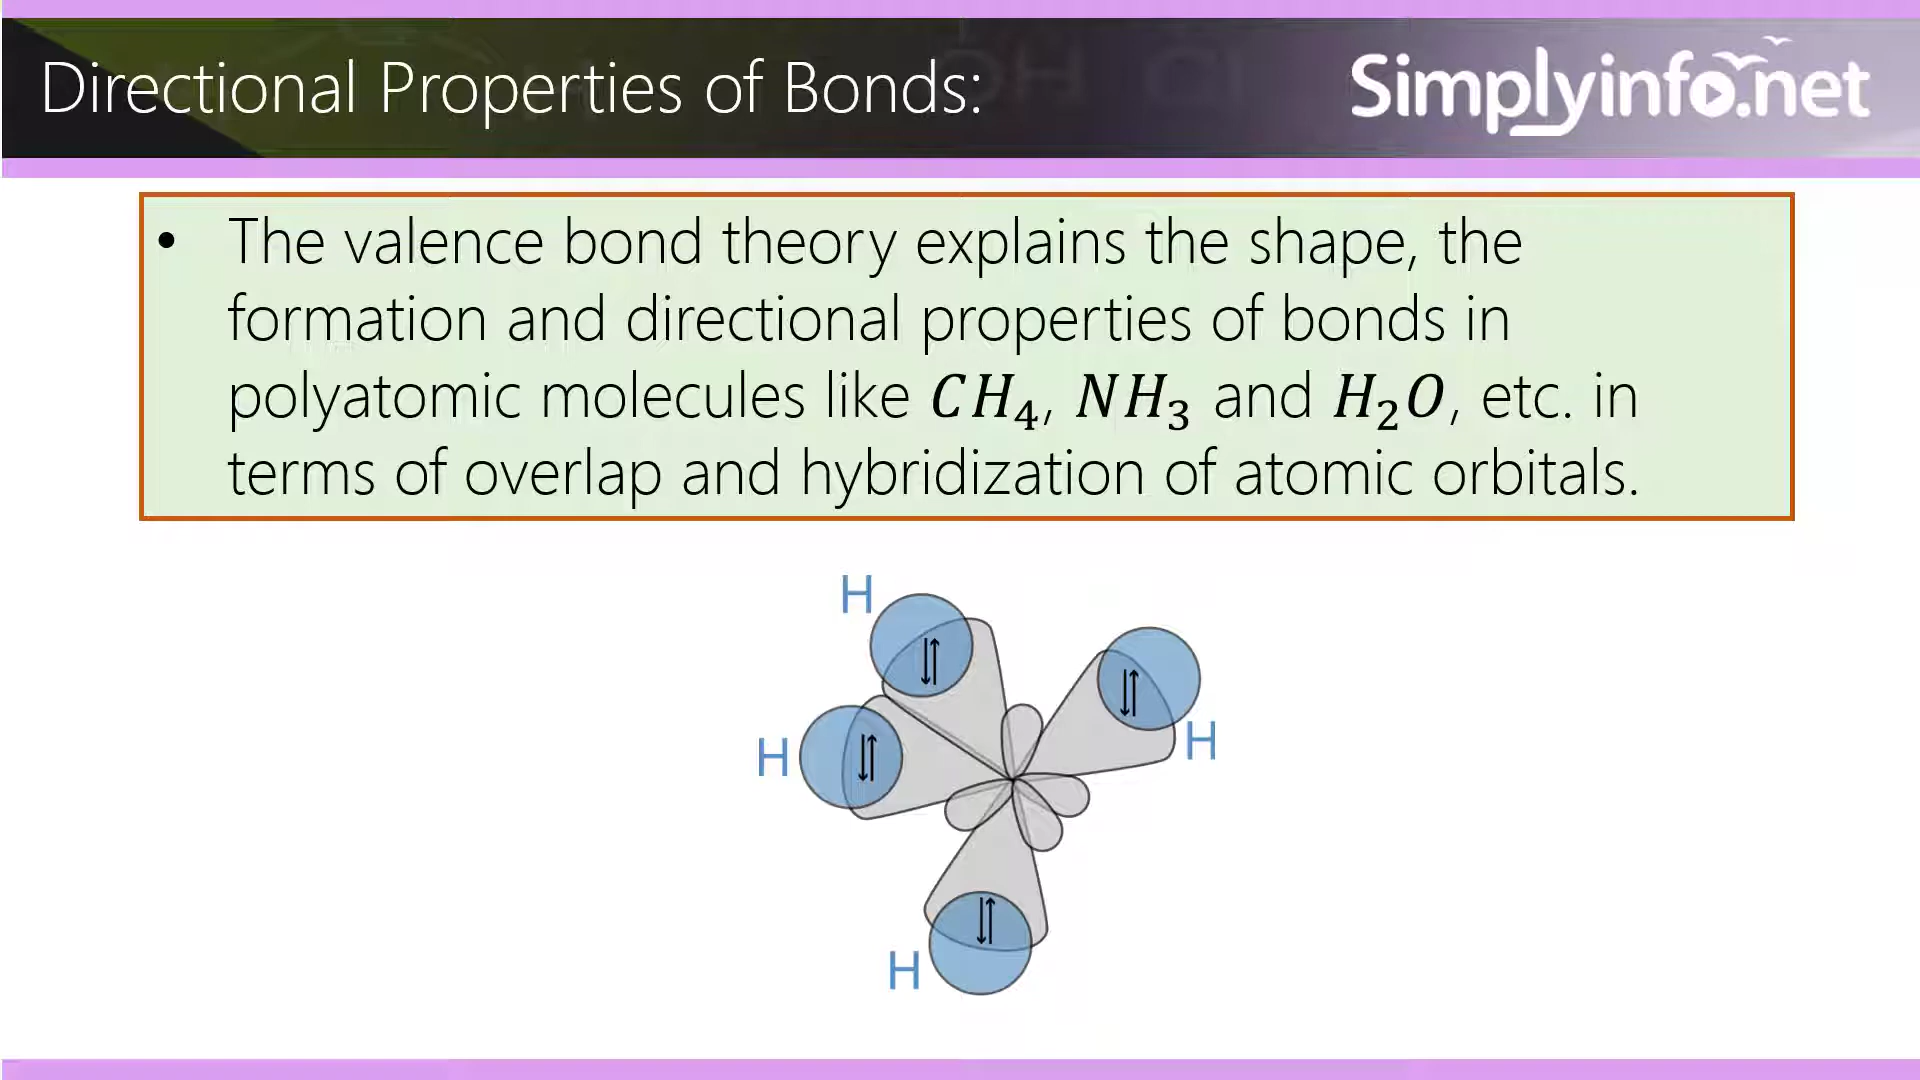 Directional Properties of Bonds:
Simplyinfo.net
• The valence bond theory explains the shape, the
formation and directional properties of bonds in
polyatomic molecules like CH₄, NH₃ and H₂O, etc. in
terms of overlap and hybridization of atomic orbitals.
H
H
H
H